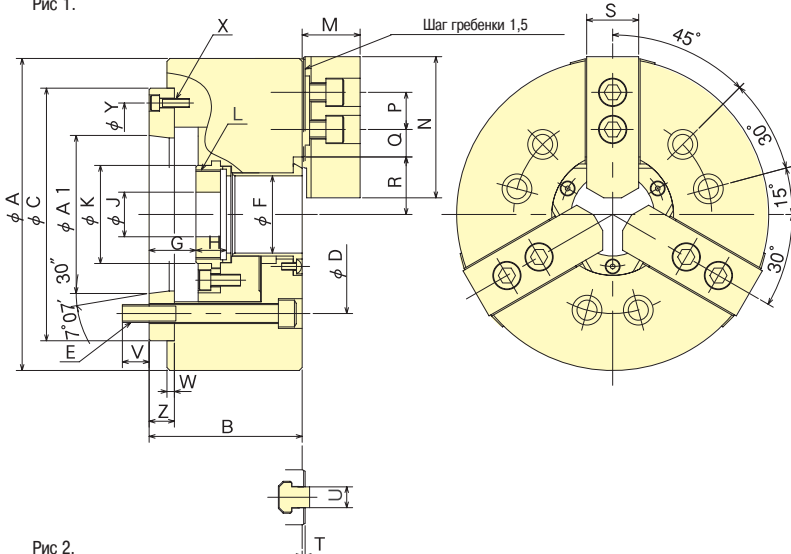 Рис 1.
X
M
Шаг гребенки 1,5
S
45°
φ Y
L
P
N
30°
Q
φ A
φ C
φ A 1
φ K
φ J
φ F
R
15°
G
φ D
30°
7°07′ 30″
E
V
W
Z
B
U
T
Рис 2.